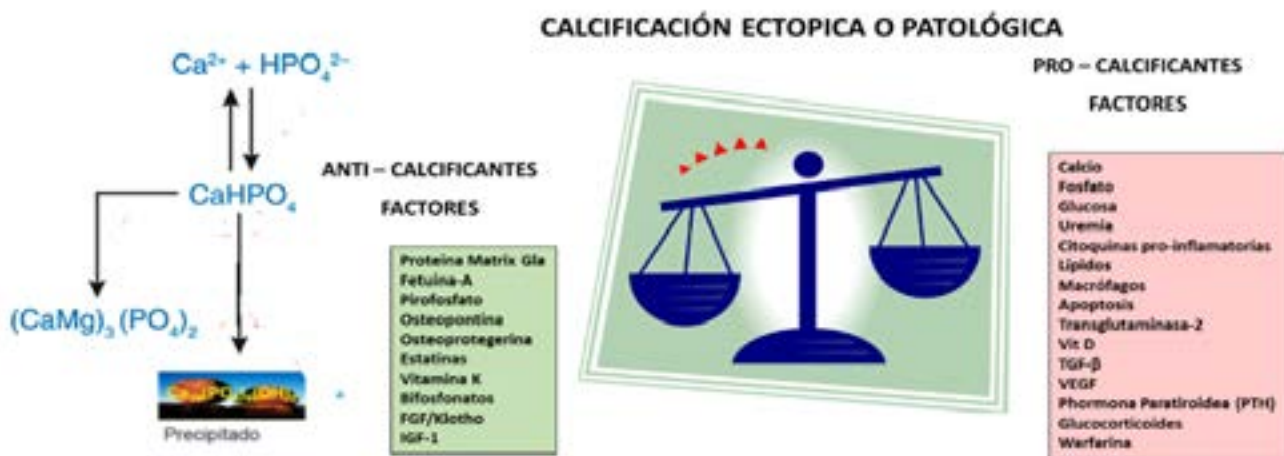 CALCIFICACIÓN ECTOPICA O PATOLÓGICA
Ca²⁺ + HPO₄²⁻
CaHPO₄
(CaMg)₃ (PO₄)₂
Precipitado
ANTI – CALCIFICANTES
FACTORES
Proteina Matrix Gla
Fetuina-A
Pirofosfato
Osteopontina
Osteoprotegerina
Estatinas
Vitamina K
Bifosfonatos
FGF/Klotho
IGF-1
PRO – CALCIFICANTES
FACTORES
Calcio
Fosfato
Glucosa
Uremia
Citoquinas pro-inflamatorias
Lípidos
Macrófagos
Apoptosis
Transglutaminasa-2
Vit D
TGF-β
VEGF
Phormona Paratiroidea (PTH)
Glucocorticoides
Warfarina